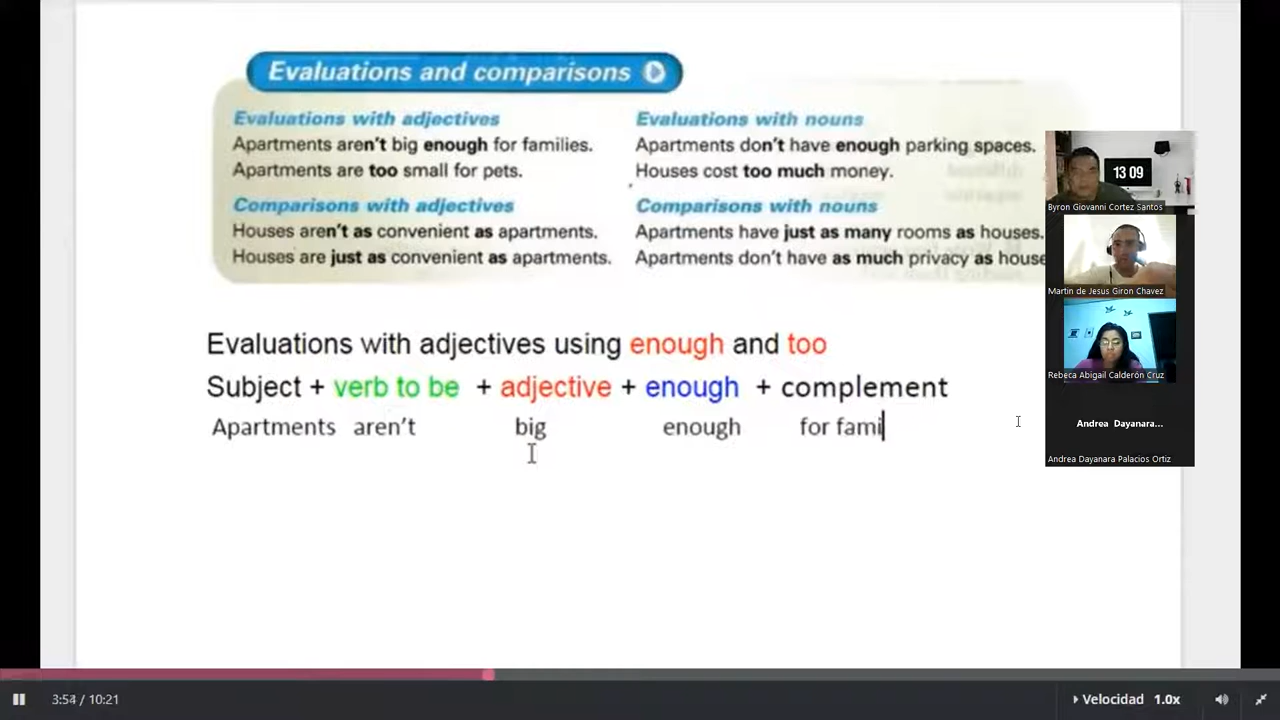 Evaluations and comparisons
Evaluations with adjectives
Apartments aren't big enough for families.
Apartments are too small for pets.
Comparisons with adjectives
Houses aren't as convenient as apartments.
Houses are just as convenient as apartments.
Evaluations with nouns
Apartments don't have enough parking spaces.
Houses cost too much money.
Comparisons with nouns
Apartments have just as many rooms as houses.
Apartments don't have as much privacy as house
Evaluations with adjectives using enough and too
Subject + verb to be + adjective + enough + complement
Apartments aren't big enough for fami
13 09
Byron Giovanni Cortez Santos
Martin de Jesus Giron Chavez
Rebeca Abigail Calderón Cruz
Andrea Dayanara...
Andrea Dayanara Palacios Ortiz
3:54 / 10:21
Velocidad 1.0x